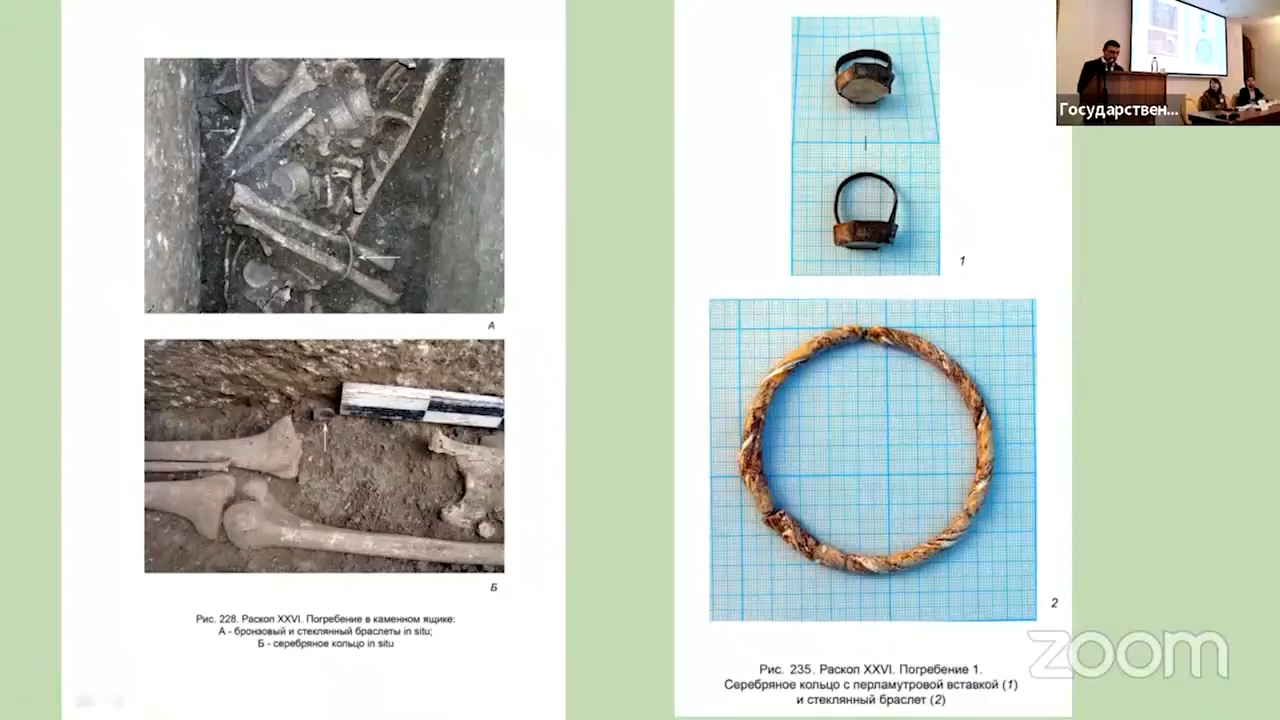 А
Б
Рис. 228. Раскоп XXVI. Погребение в каменном ящике:
А - бронзовый и стеклянный браслеты in situ;
Б - серебряное кольцо in situ
1
2
Рис. 235. Раскоп XXVI. Погребение 1.
Серебряное кольцо с перламутровой вставкой (1)
и стеклянный браслет (2)
Государствен...
zoom